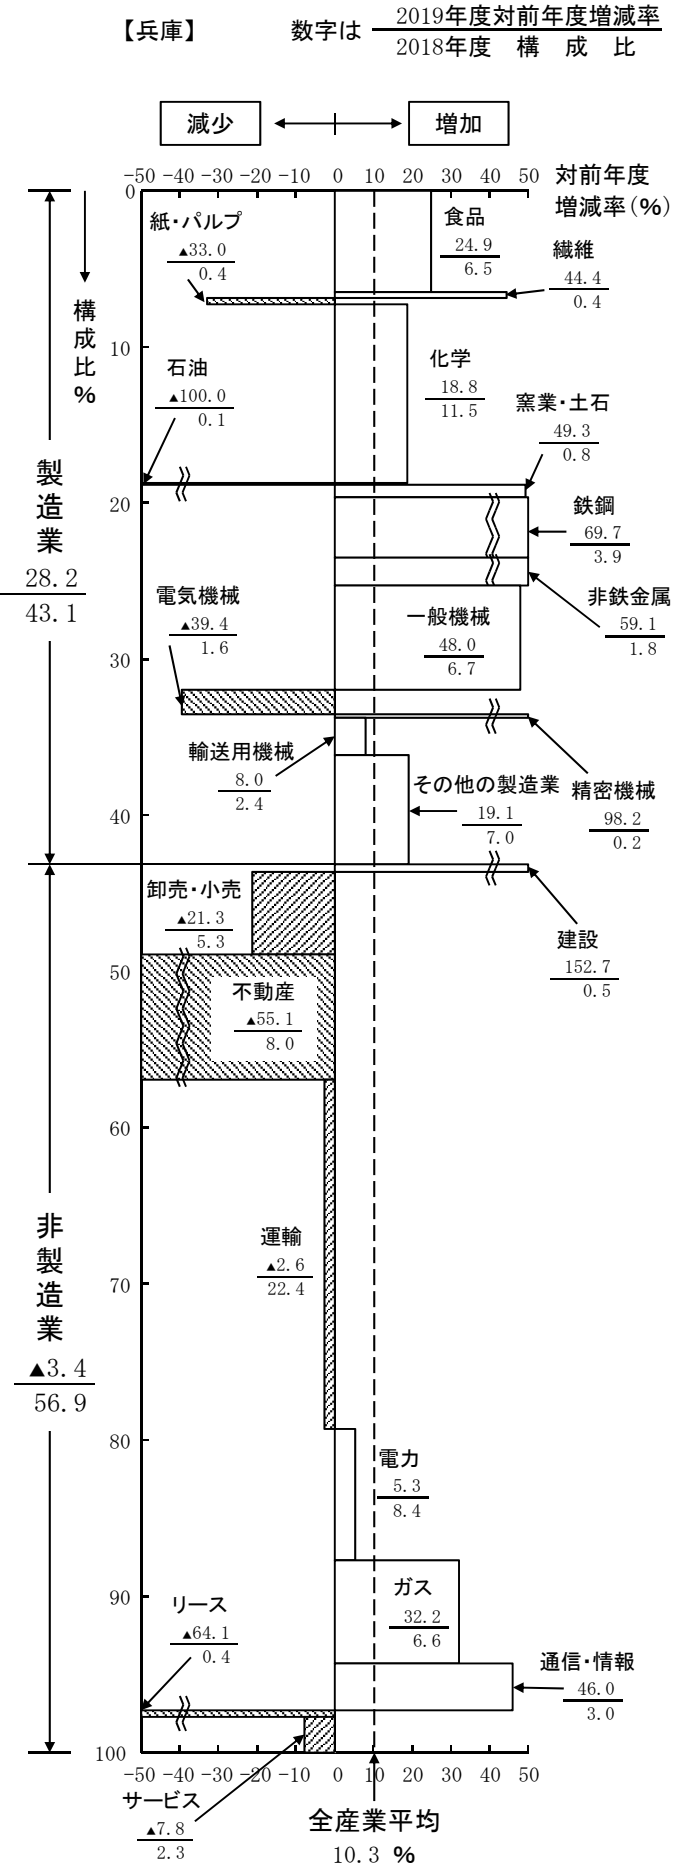 【兵庫】 数字は 2019年度対前年度増減率
2018年度 構 成 比
減少 増加
-50 -40 -30 -20 -10 0 10 20 30 40 50
対前年度
増減率(%)
0
構成比%
食品
24.9
6.5
紙・パルプ
▲33.0
0.4
繊維
44.4
0.4
10
化学
18.8
11.5
石油
▲100.0
0.1
窯業・土石
49.3
0.8
製造業
28.2
43.1
20
鉄鋼
69.7
3.9
非鉄金属
59.1
1.8
電気機械
▲39.4
1.6
一般機械
48.0
6.7
30
輸送用機械
8.0
2.4
その他の製造業
19.1
7.0
精密機械
98.2
0.2
40
卸売・小売
▲21.3
5.3
建設
152.7
0.5
50
不動産
▲55.1
8.0
60
非製造業
▲3.4
56.9
運輸
▲2.6
22.4
70
80
電力
5.3
8.4
90
ガス
32.2
6.6
リース
▲64.1
0.4
通信・情報
46.0
3.0
100
-50 -40 -30 -20 -10 0 10 20 30 40 50
サービス
▲7.8
2.3
全産業平均
10.3 %